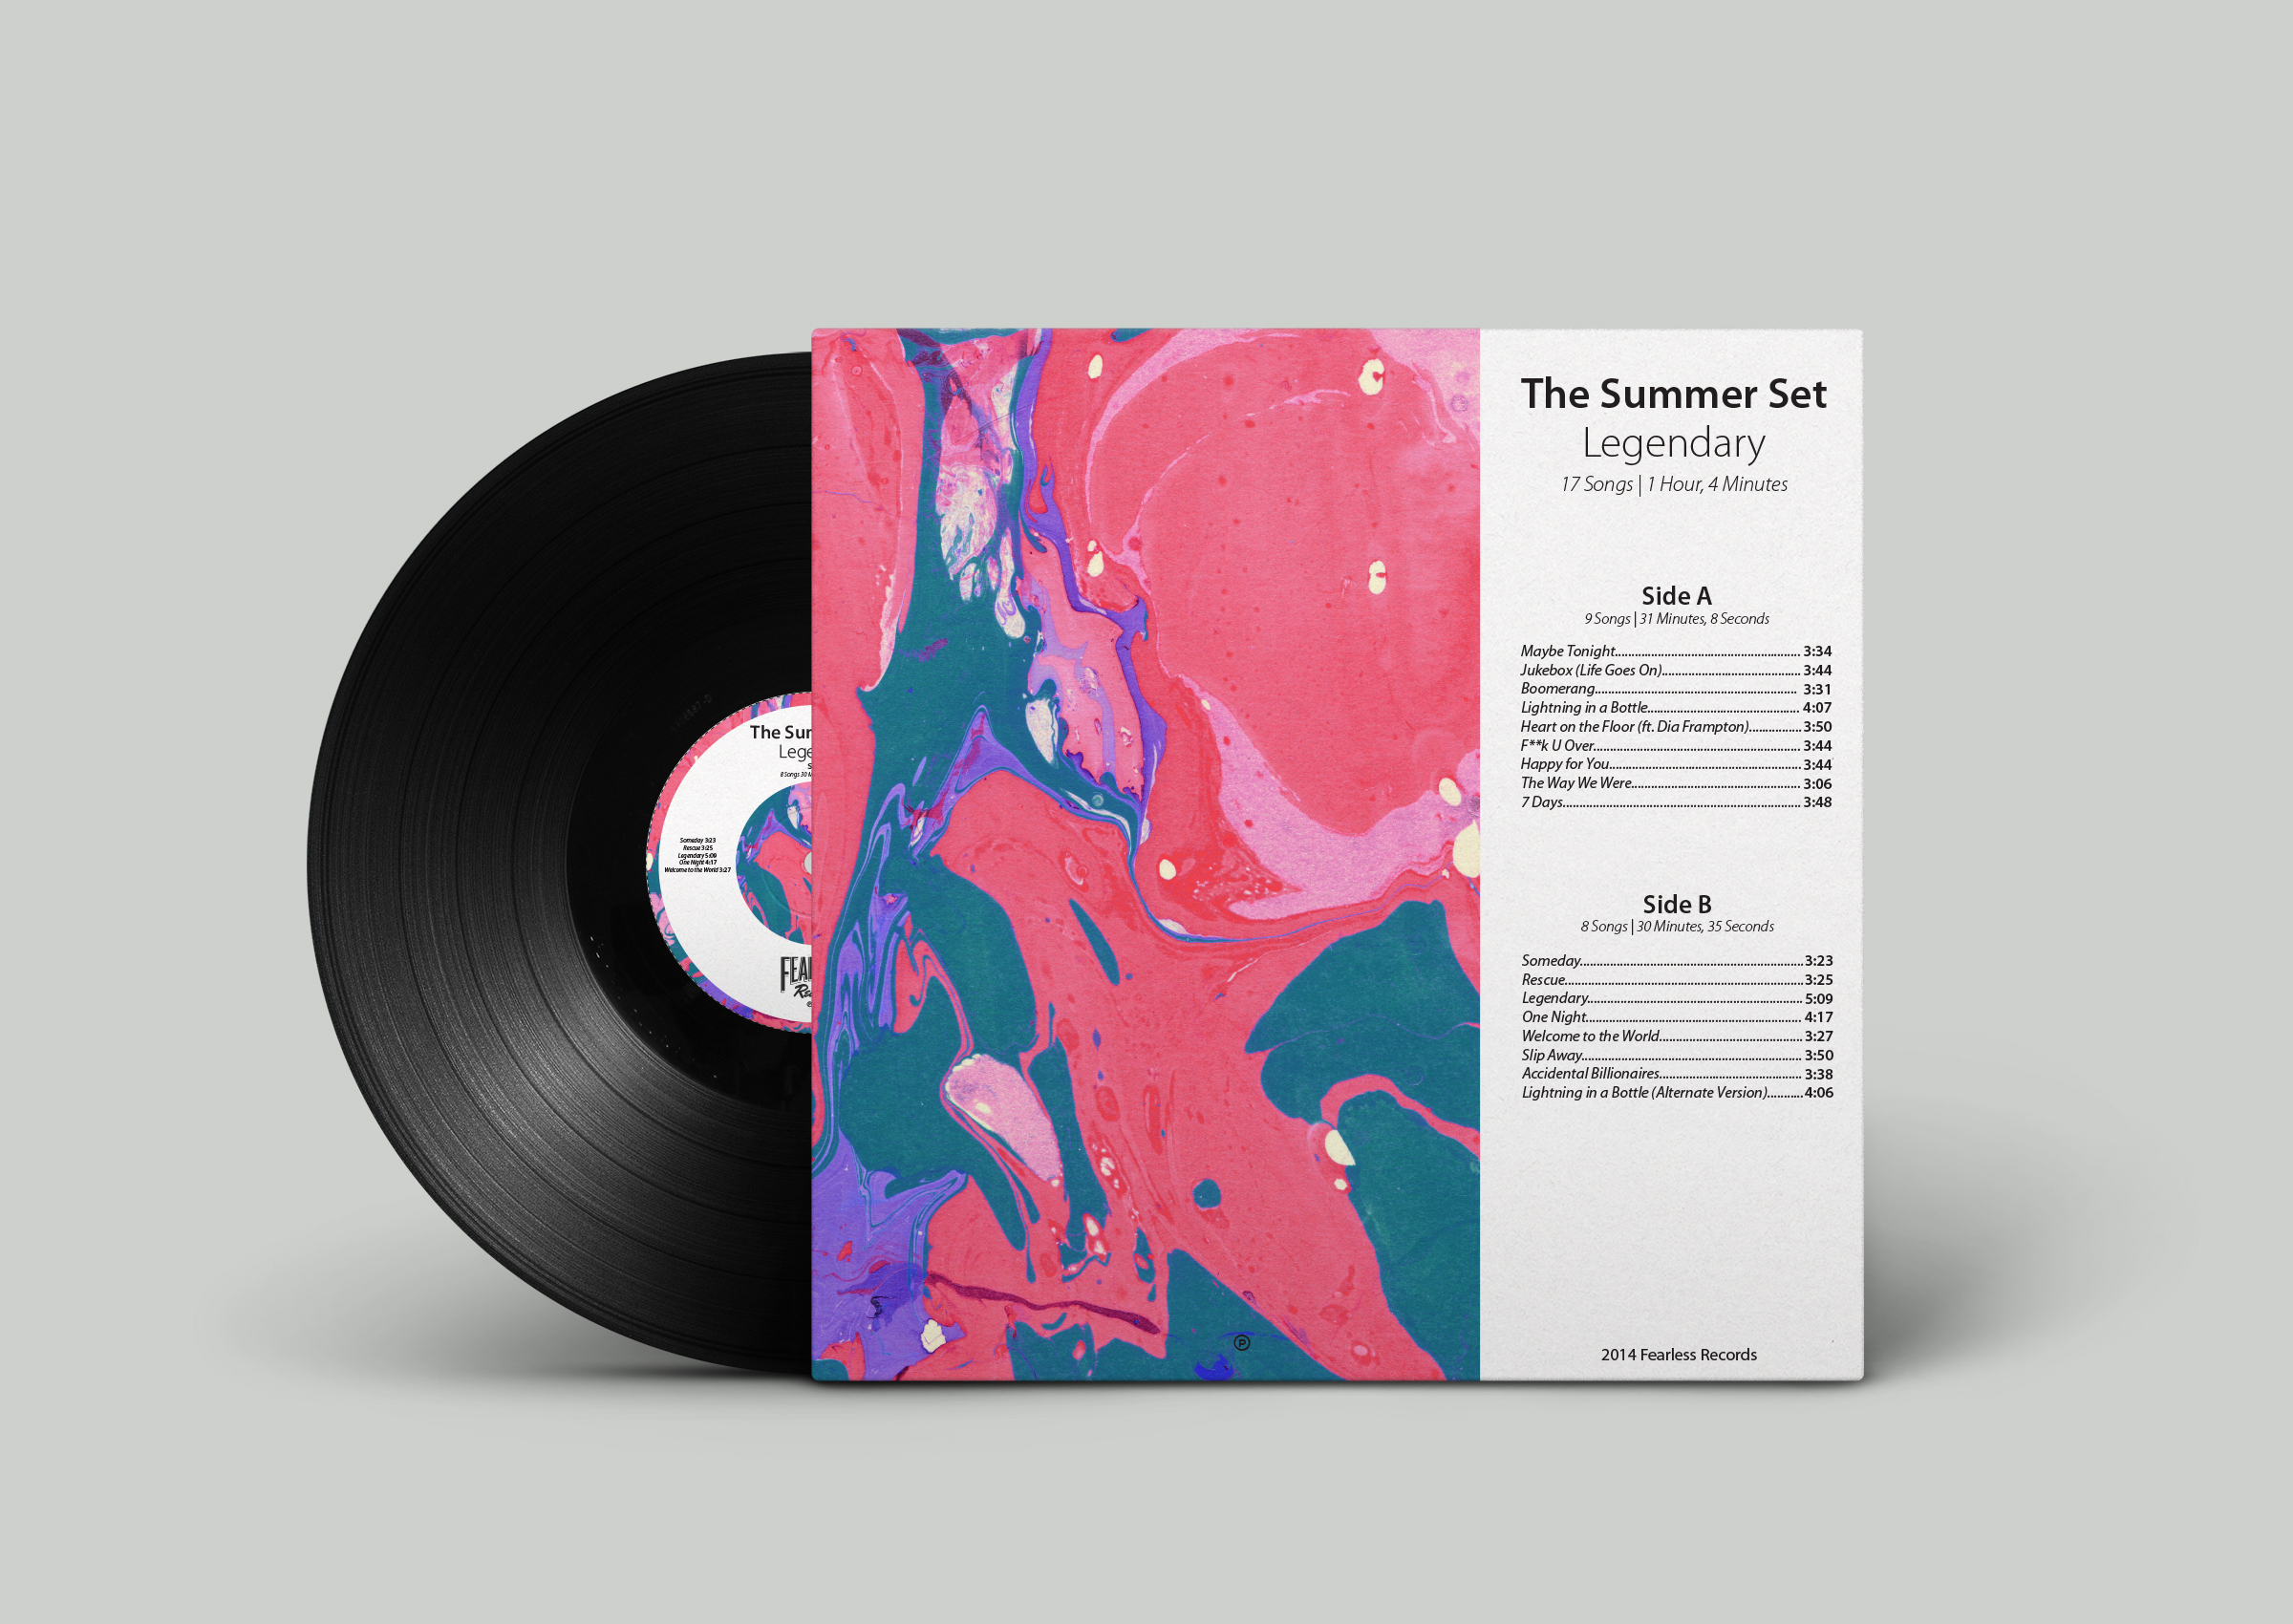 The Summer Set
Legendary
17 Songs | 1 Hour, 4 Minutes
Side A
9 Songs | 31 Minutes, 8 Seconds
Maybe Tonight........................................................ 3:34
Jukebox (Life Goes On).......................................... 3:44
Boomerang............................................................. 3:31
Lightning in a Bottle.............................................. 4:07
Heart on the Floor (ft. Dia Frampton)................ 3:50
F**k U Over............................................................... 3:44
Happy for You.......................................................... 3:44
The Way We Were................................................... 3:06
7 Days........................................................................ 3:48
Side B
8 Songs | 30 Minutes, 35 Seconds
Someday.................................................................... 3:23
Rescue........................................................................ 3:25
Legendary................................................................. 5:09
One Night................................................................. 4:17
Welcome to the World........................................... 3:27
Slip Away.................................................................. 3:50
Accidental Billionaires........................................... 3:38
Lightning in a Bottle (Alternate Version)........... 4:06
2014 Fearless Records
℗
The Sum
Lege
S
8 Songs 30 M
Someday 3:23
Rescue 3:25
Legendary 5:09
One Night 4:17
Welcome to the World 3:27
FEAR